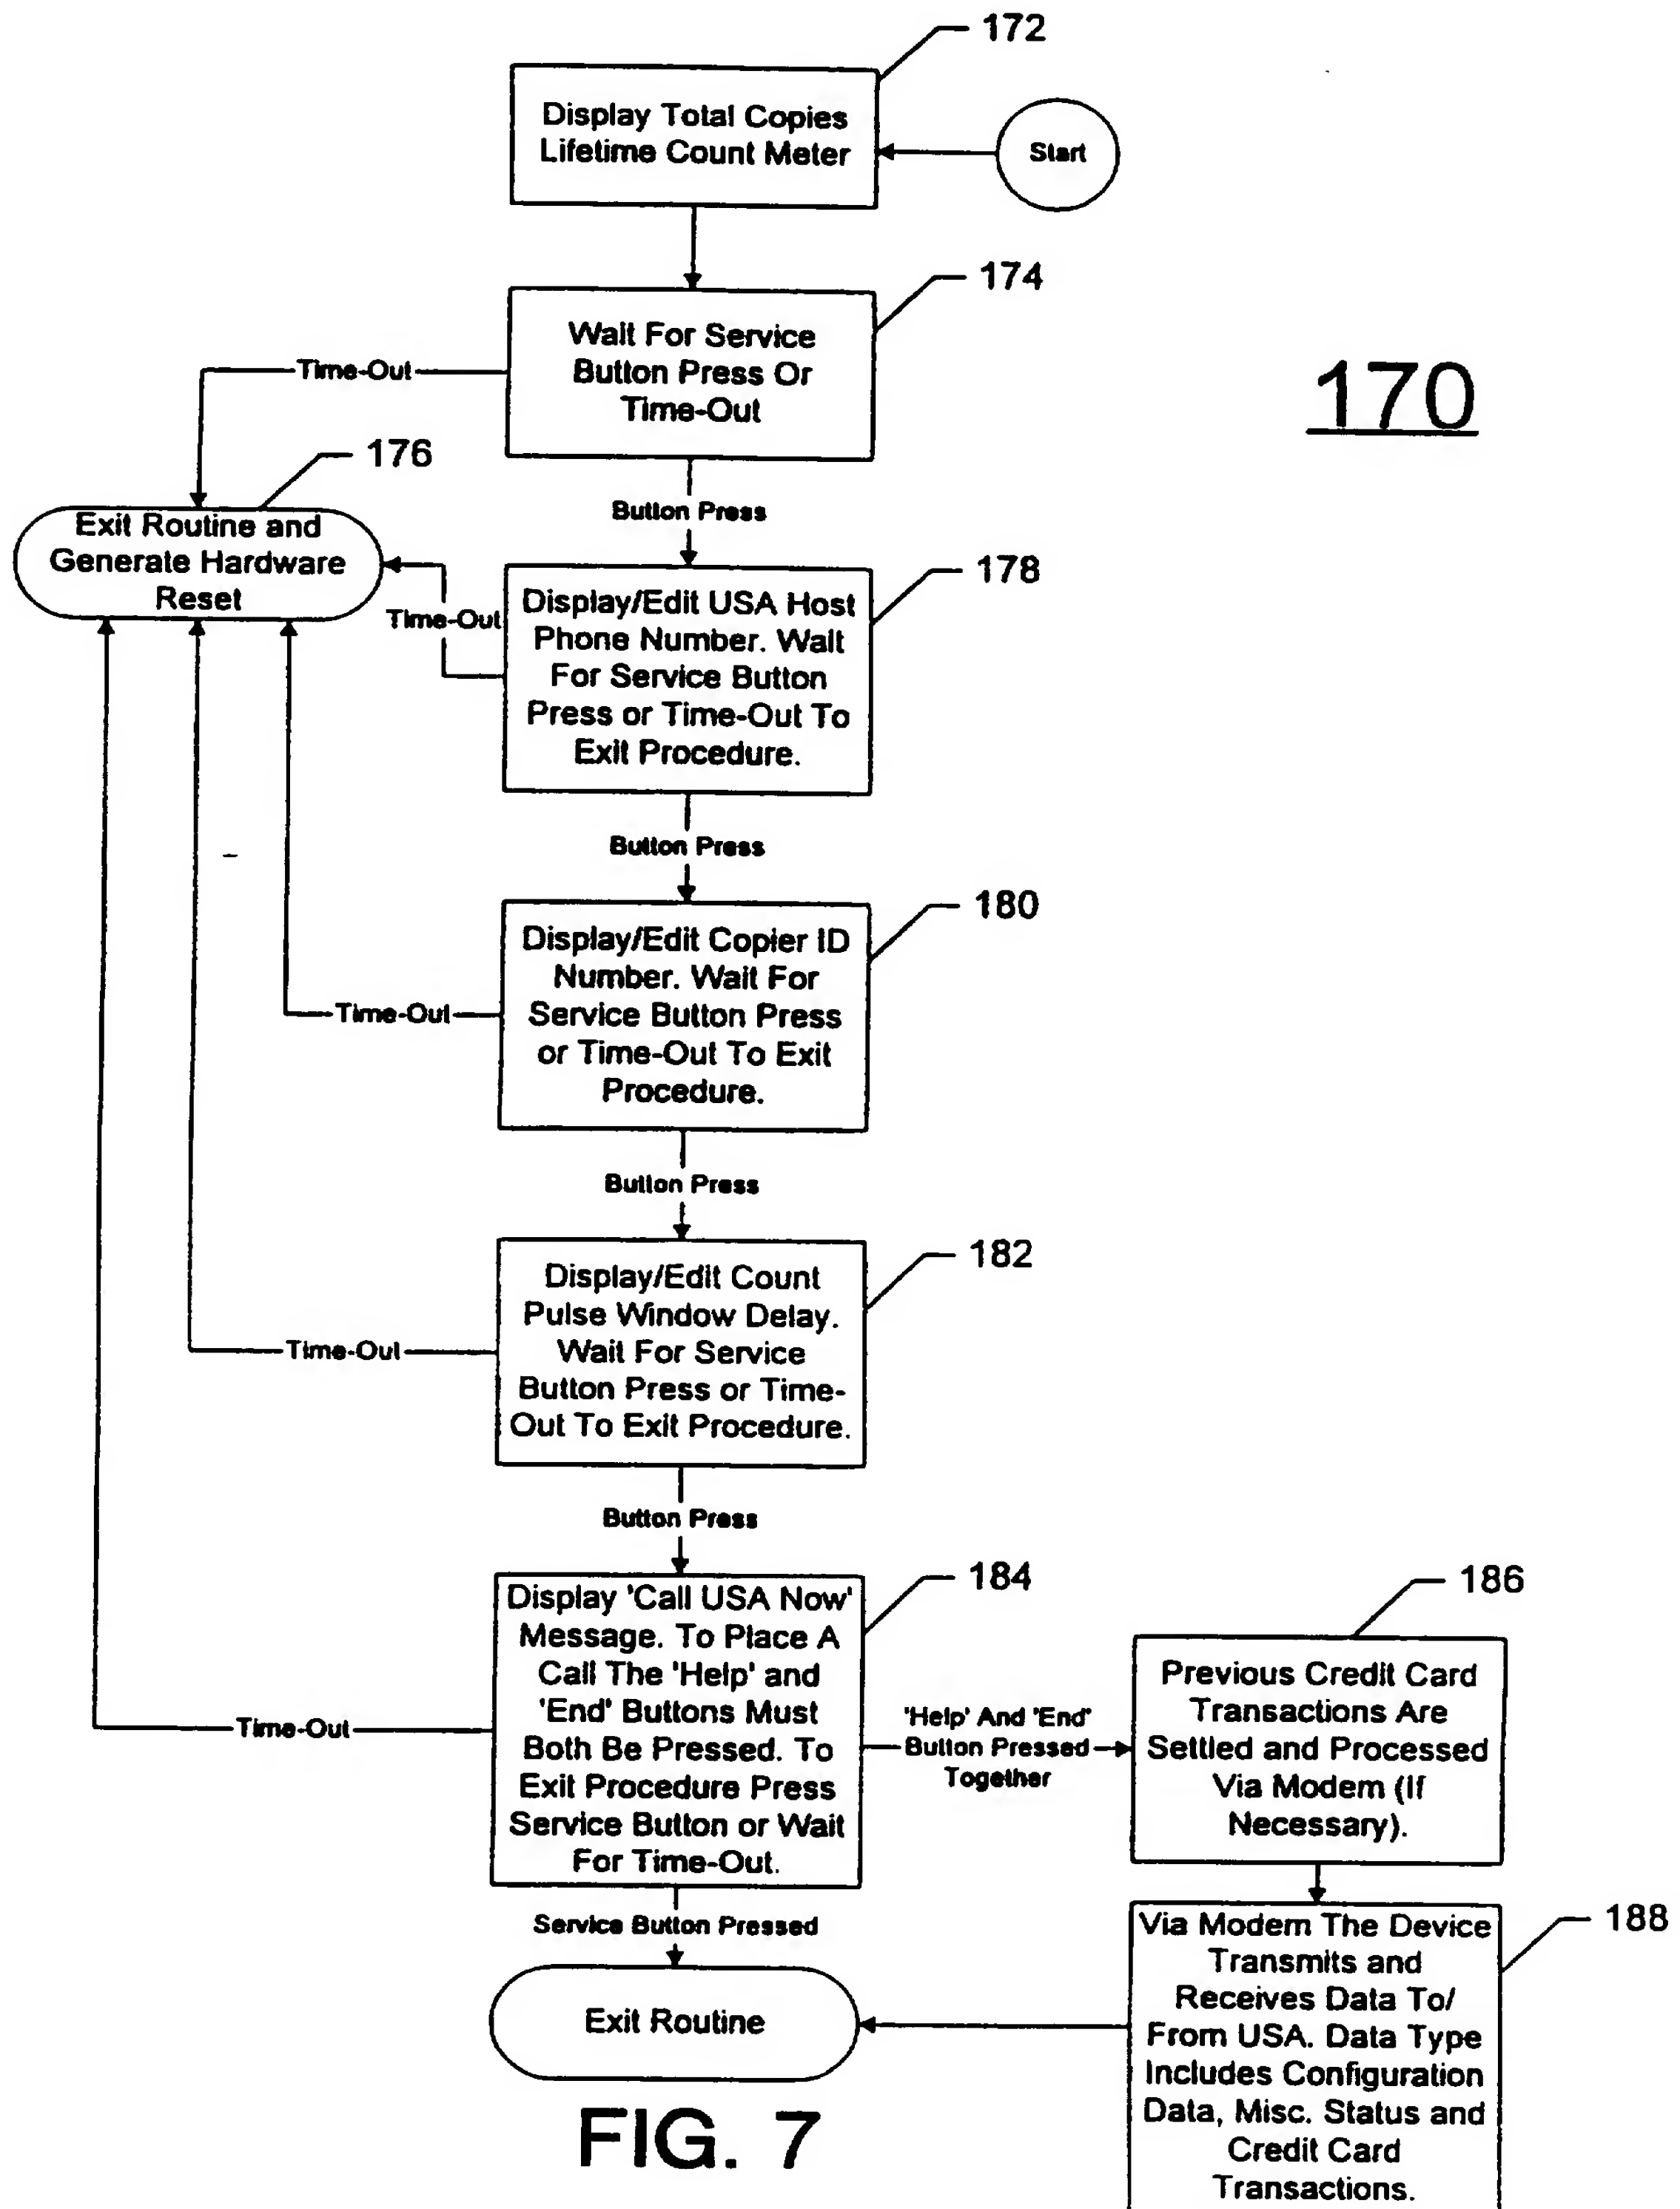 172
Display Total Copies
Lifetime Count Meter
Start
174
Wait For Service
Button Press Or
Time-Out
Time-Out
170
176
Exit Routine and
Generate Hardware
Reset
Button Press
178
Time-Out
Display/Edit USA Host
Phone Number. Wait
For Service Button
Press or Time-Out To
Exit Procedure.
Button Press
180
Display/Edit Copier ID
Number. Wait For
Service Button Press
or Time-Out To Exit
Procedure.
Time-Out
Button Press
182
Display/Edit Count
Pulse Window Delay.
Wait For Service
Button Press or Time-
Out To Exit Procedure.
Time-Out
Button Press
184
Display 'Call USA Now'
Message. To Place A
Call The 'Help' and
'End' Buttons Must
Both Be Pressed. To
Exit Procedure Press
Service Button or Wait
For Time-Out.
Time-Out
'Help' And 'End'
Button Pressed
Together
186
Previous Credit Card
Transactions Are
Settled and Processed
Via Modem (If
Necessary).
Service Button Pressed
Exit Routine
188
Via Modem The Device
Transmits and
Receives Data To/
From USA. Data Type
Includes Configuration
Data, Misc. Status and
Credit Card
Transactions.
FIG. 7